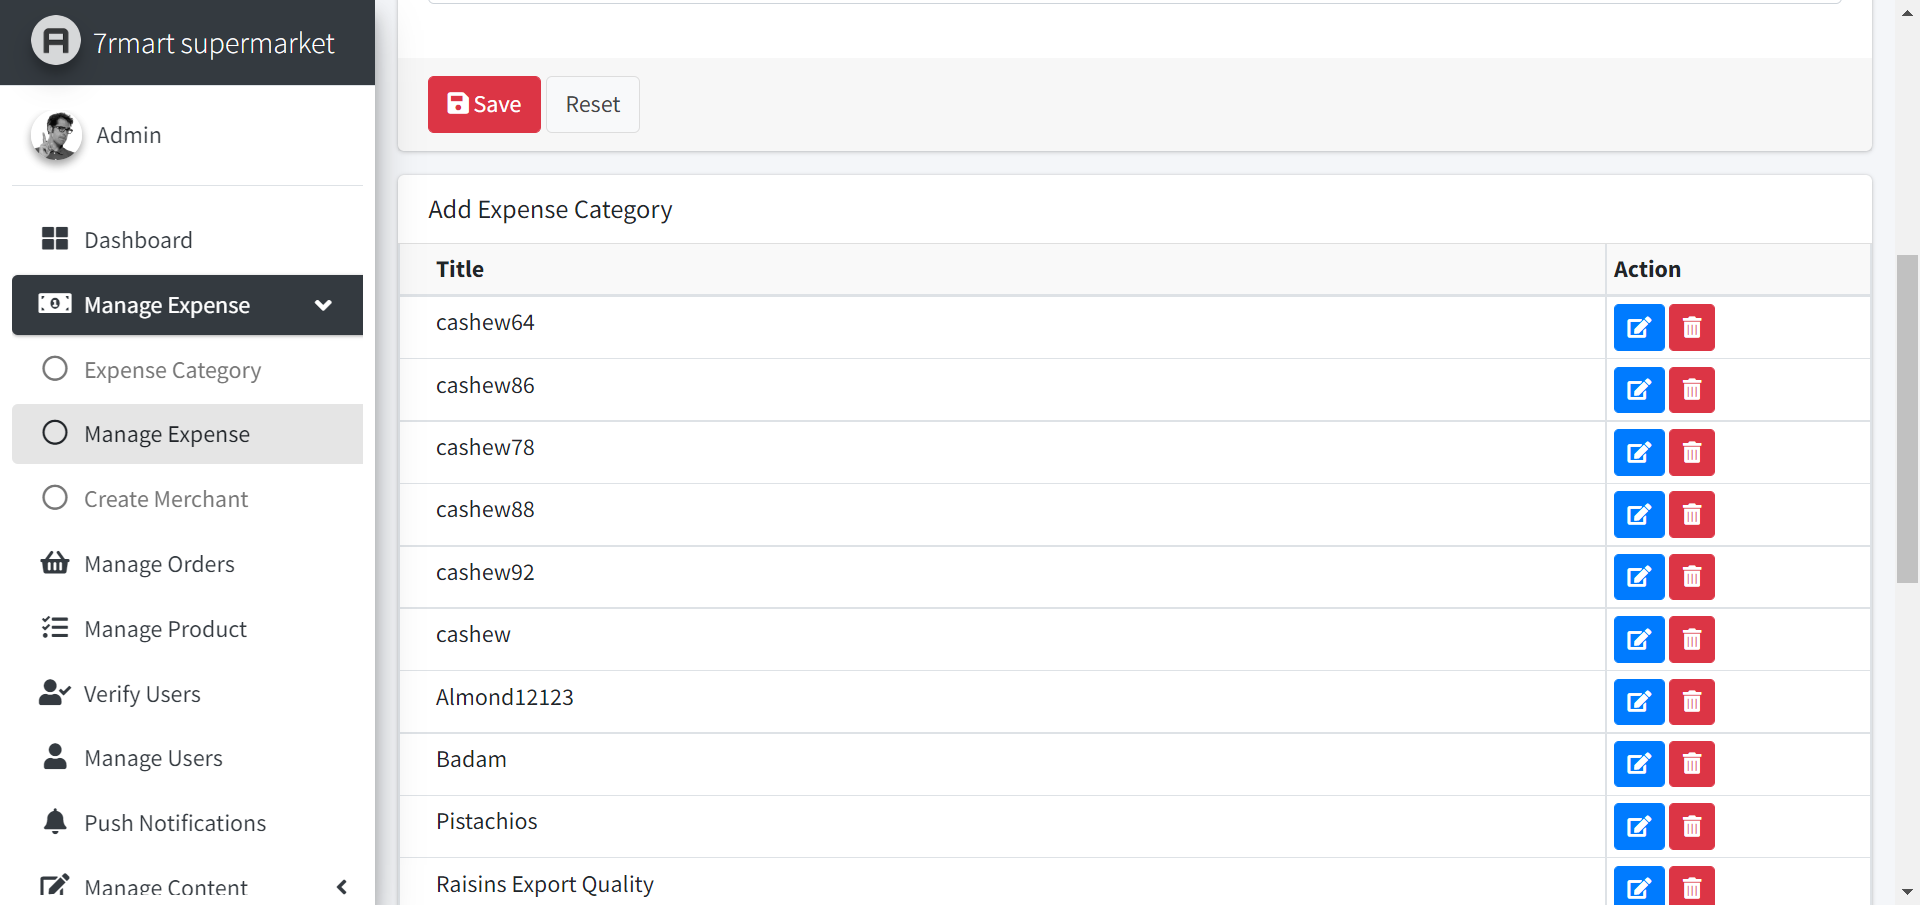 7rmart supermarket
Admin
Dashboard
Manage Expense
Expense Category
Manage Expense
Create Merchant
Manage Orders
Manage Product
Verify Users
Manage Users
Push Notifications
Manage Content
Save Reset
Add Expense Category
Title Action
cashew64
cashew86
cashew78
cashew88
cashew92
cashew
Almond12123
Badam
Pistachios
Raisins Export Quality